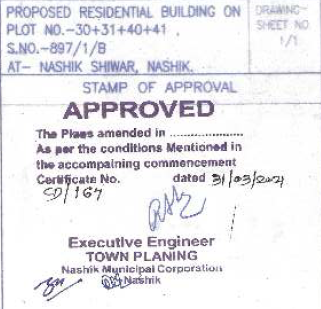 PROPOSED RESIDENTIAL BUILDING ON
PLOT NO.-30+31+40+41 ,
S.NO.-897/1/B
AT- NASHIK SHIWAR, NASHIK.
DRAWING-
SHEET NO
1/1
STAMP OF APPROVAL
APPROVED
The Plaes amended in .....................
As per the conditions Mentioned in
the accompaining commencement
Certificate No. dated 31/03/2021
SD/167
Executive Engineer
TOWN PLANING
Nashik Municipal Corporation
Nashik